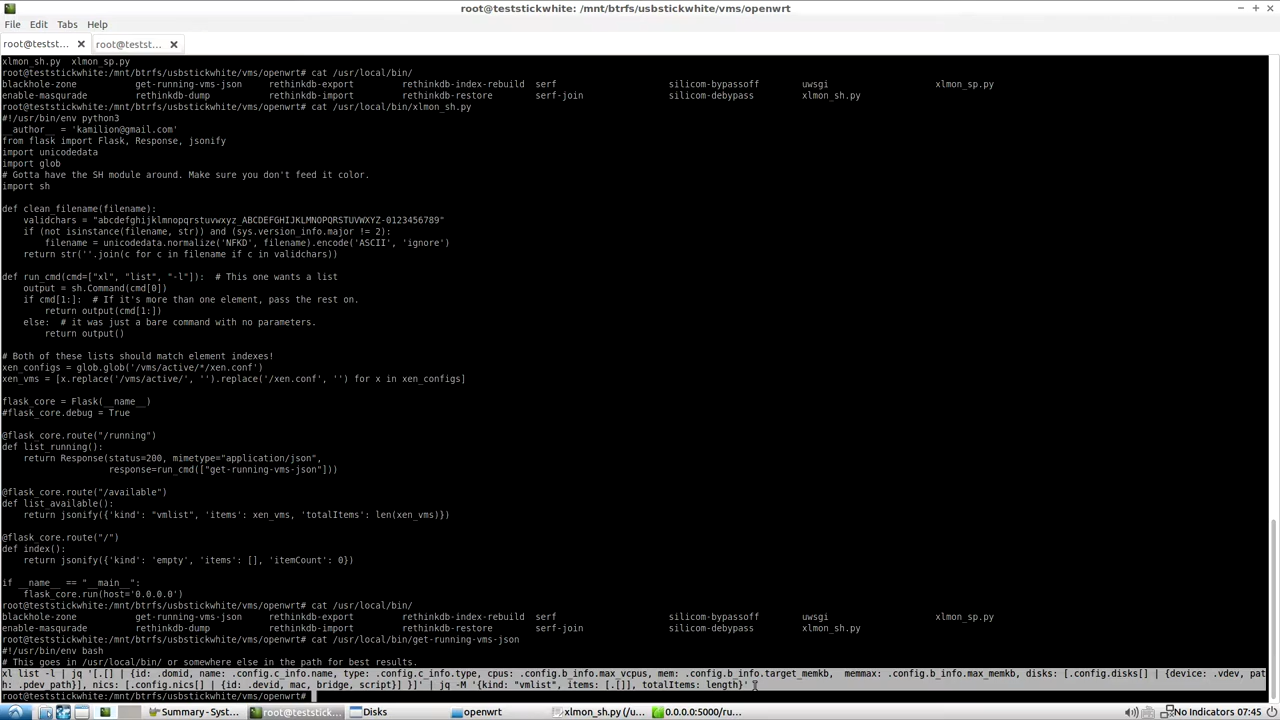 root@teststickwhite: /mnt/btrfs/usbstickwhite/vms/openwrt
File Edit Tabs Help
root@testst... root@testst...
xlmon_sh.py xlmon_sp.py
root@teststickwhite:/mnt/btrfs/usbstickwhite/vms/openwrt# cat /usr/local/bin/
blackhole-zone get-running-vms-json rethinkdb-export rethinkdb-index-rebuild serf silicom-bypassoff uwsgi xlmon_sp.py
enable-masquerade rethinkdb-dump rethinkdb-import rethinkdb-restore serf-join silicom-debypass xlmon_sh.py
root@teststickwhite:/mnt/btrfs/usbstickwhite/vms/openwrt# cat /usr/local/bin/xlmon_sh.py
#!/usr/bin/env python3
__author__ = 'kamilion@gmail.com'
from flask import Flask, Response, jsonify
import unicodedata
import glob
# Gotta have the SH module around. Make sure you don't feed it color.
import sh
def clean_filename(filename):
    validchars = "abcdefghijklmnopqrstuvwxyz_ABCDEFGHIJKLMNOPQRSTUVWXYZ-0123456789"
    if (not isinstance(filename, str)) and (sys.version_info.major != 2):
        filename = unicodedata.normalize('NFKD', filename).encode('ASCII', 'ignore')
    return str(''.join(c for c in filename if c in validchars))
def run_cmd(cmd=["xl", "list", "-l"]):  # This one wants a list
    output = sh.Command(cmd[0])
    if cmd[1:]:  # If it's more than one element, pass the rest on.
        return output(cmd[1:])
    else:  # it was just a bare command with no parameters.
        return output()
# Both of these lists should match element indexes!
xen_configs = glob.glob('/vms/active/*/xen.conf')
xen_vms = [x.replace('/vms/active/', '').replace('/xen.conf', '') for x in xen_configs]
flask_core = Flask(__name__)
#flask_core.debug = True
@flask_core.route("/running")
def list_running():
    return Response(status=200, mimetype="application/json",
                    response=run_cmd(["get-running-vms-json"]))
@flask_core.route("/available")
def list_available():
    return jsonify({'kind': "vmlist", 'items': xen_vms, 'totalItems': len(xen_vms)})
@flask_core.route("/")
def index():
    return jsonify({'kind': 'empty', 'items': [], 'itemCount': 0})
if __name__ == "__main__":
    flask_core.run(host='0.0.0.0')
root@teststickwhite:/mnt/btrfs/usbstickwhite/vms/openwrt# cat /usr/local/bin/
blackhole-zone get-running-vms-json rethinkdb-export rethinkdb-index-rebuild serf silicom-bypassoff uwsgi xlmon_sp.py
enable-masquerade rethinkdb-dump rethinkdb-import rethinkdb-restore serf-join silicom-debypass xlmon_sh.py
root@teststickwhite:/mnt/btrfs/usbstickwhite/vms/openwrt# cat /usr/local/bin/get-running-vms-json
#!/usr/bin/env bash
# This goes in /usr/local/bin/ or somewhere else in the path for best results.
xl list -l | jq '[.[] | {id: .domid, name: .config.c_info.name, type: .config.c_info.type, cpus: .config.b_info.max_vcpus, mem: .config.b_info.target_memkb,  memmax: .config.b_info.max_memkb, disks: [.config.disks[] | {device: .vdev, pat
h: .pdev_path}], 'nics: [.config.nics[] | {id: .devid, mac, bridge, script}] }]' | jq -M '{kind: "vmlist", items: [.[]], totalItems: length}'
root@teststickwhite:/mnt/btrfs/usbstickwhite/vms/openwrt#
Summary - Syst... root@teststick... Disks openwrt xlmon_sh.py (/u... 0.0.0.0:5000/ru... No Indicators 07:45